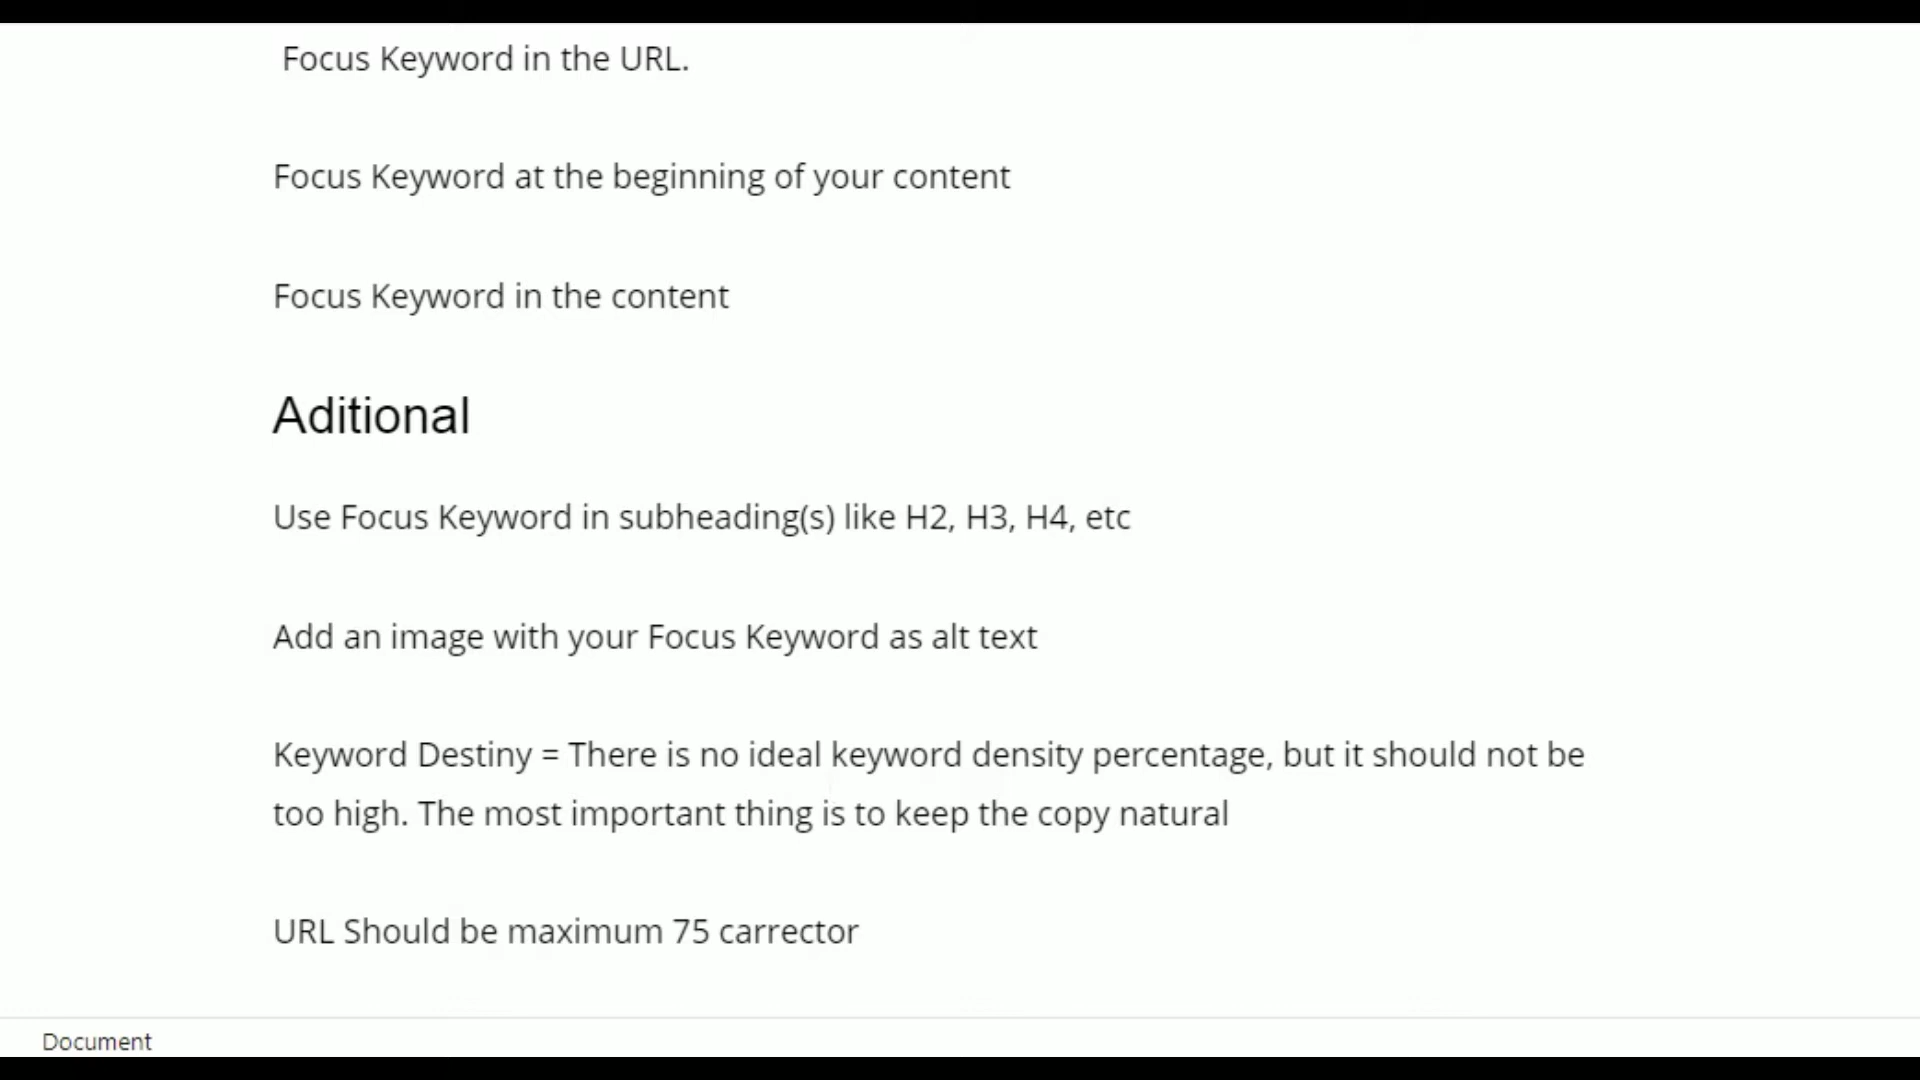 Focus Keyword in the URL.
Focus Keyword at the beginning of your content
Focus Keyword in the content
Aditional
Use Focus Keyword in subheading(s) like H2, H3, H4, etc
Add an image with your Focus Keyword as alt text
Keyword Destiny = There is no ideal keyword density percentage, but it should not be
too high. The most important thing is to keep the copy natural
URL Should be maximum 75 carrector
Document